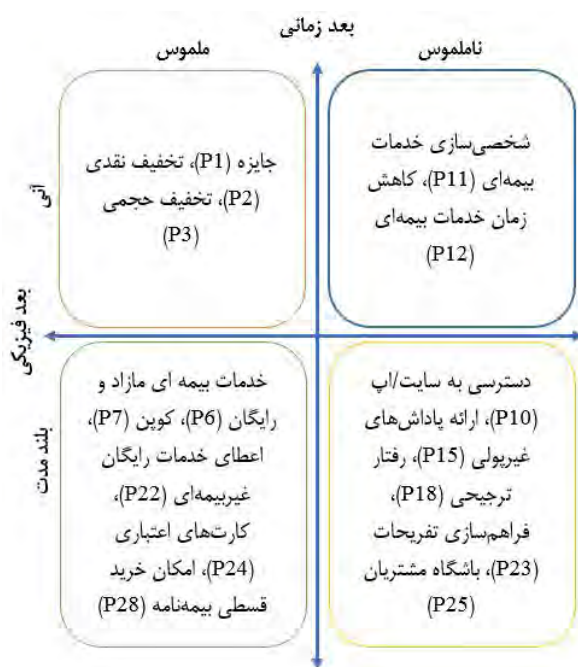 بعد زمانی
ناملموس
ملموس
شخصی‌سازی خدمات
بیمه‌ای (P11)، کاهش
زمان خدمات بیمه‌ای
(P12)
جایزه (P1)، تخفیف نقدی
(P2)، تخفیف حجمی
(P3)
آنی
بعد فیزیکی
دسترسی به سایت/اپ
(P10)، ارائه پاداش‌های
غیرپولی (P15)، رفتار
ترجیحی (P18)،
فراهم‌سازی تفریحات
(P23)، باشگاه مشتریان
(P25)
خدمات بیمه ای مازاد و
رایگان (P6)، کوپن (P7)،
اعطای خدمات رایگان
غیربیمه‌ای (P22)،
کارت‌های اعتباری
(P24)، امکان خرید
قسطی بیمه‌نامه (P28)
بلند مدت